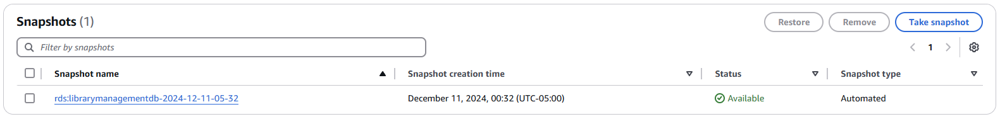 Snapshots (1)
Restore
Remove
Take snapshot
Filter by snapshots
1
Snapshot name
Snapshot creation time
Status
Snapshot type
rds:librarymanagementdb-2024-12-11-05-32
December 11, 2024, 00:32 (UTC-05:00)
Available
Automated